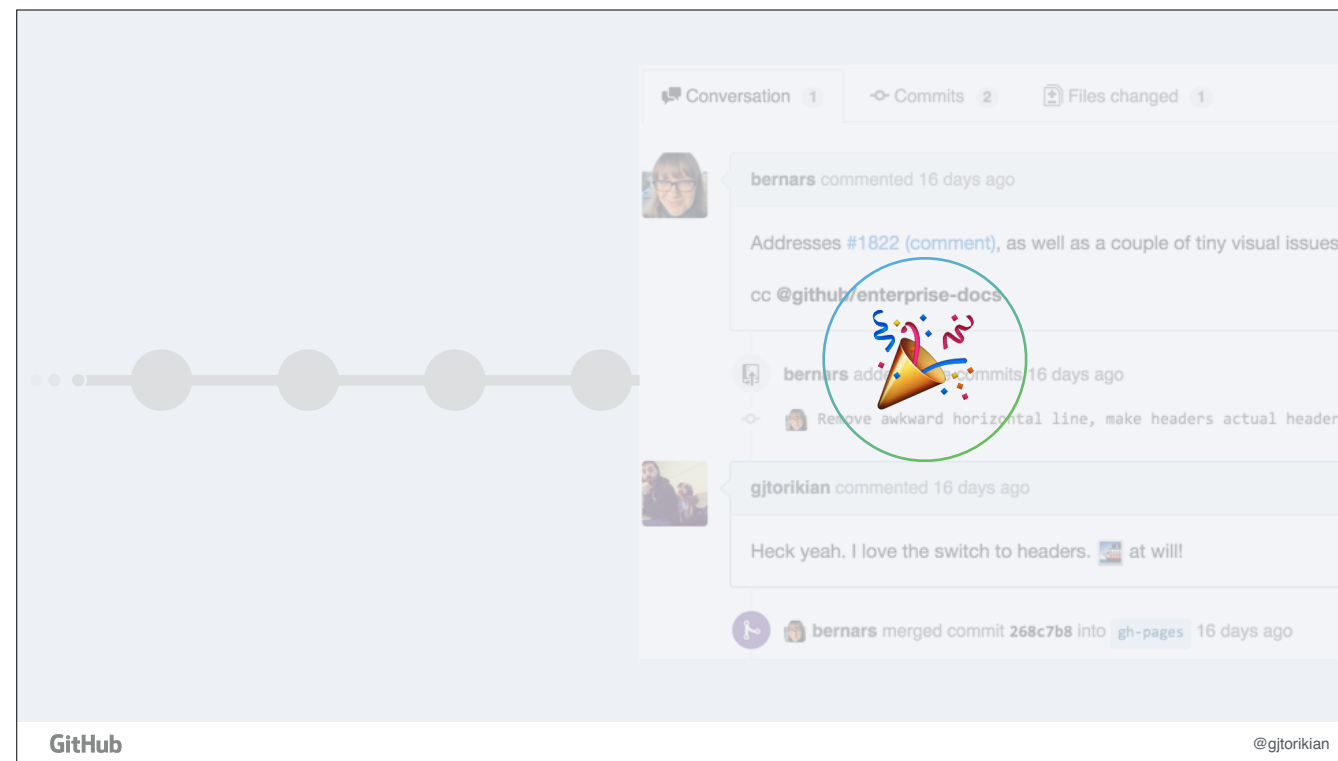 Conversation 1 Commits 2 Files changed 1
bernars commented 16 days ago
Addresses #1822 (comment), as well as a couple of tiny visual issues
cc @github/enterprise-docs
bernars adde commits 16 days ago
Remove awkward horizontal line, make headers actual header
gjtorikian commented 16 days ago
Heck yeah. I love the switch to headers. at will!
bernars merged commit 268c7b8 into gh-pages 16 days ago
GitHub @gjtorikian